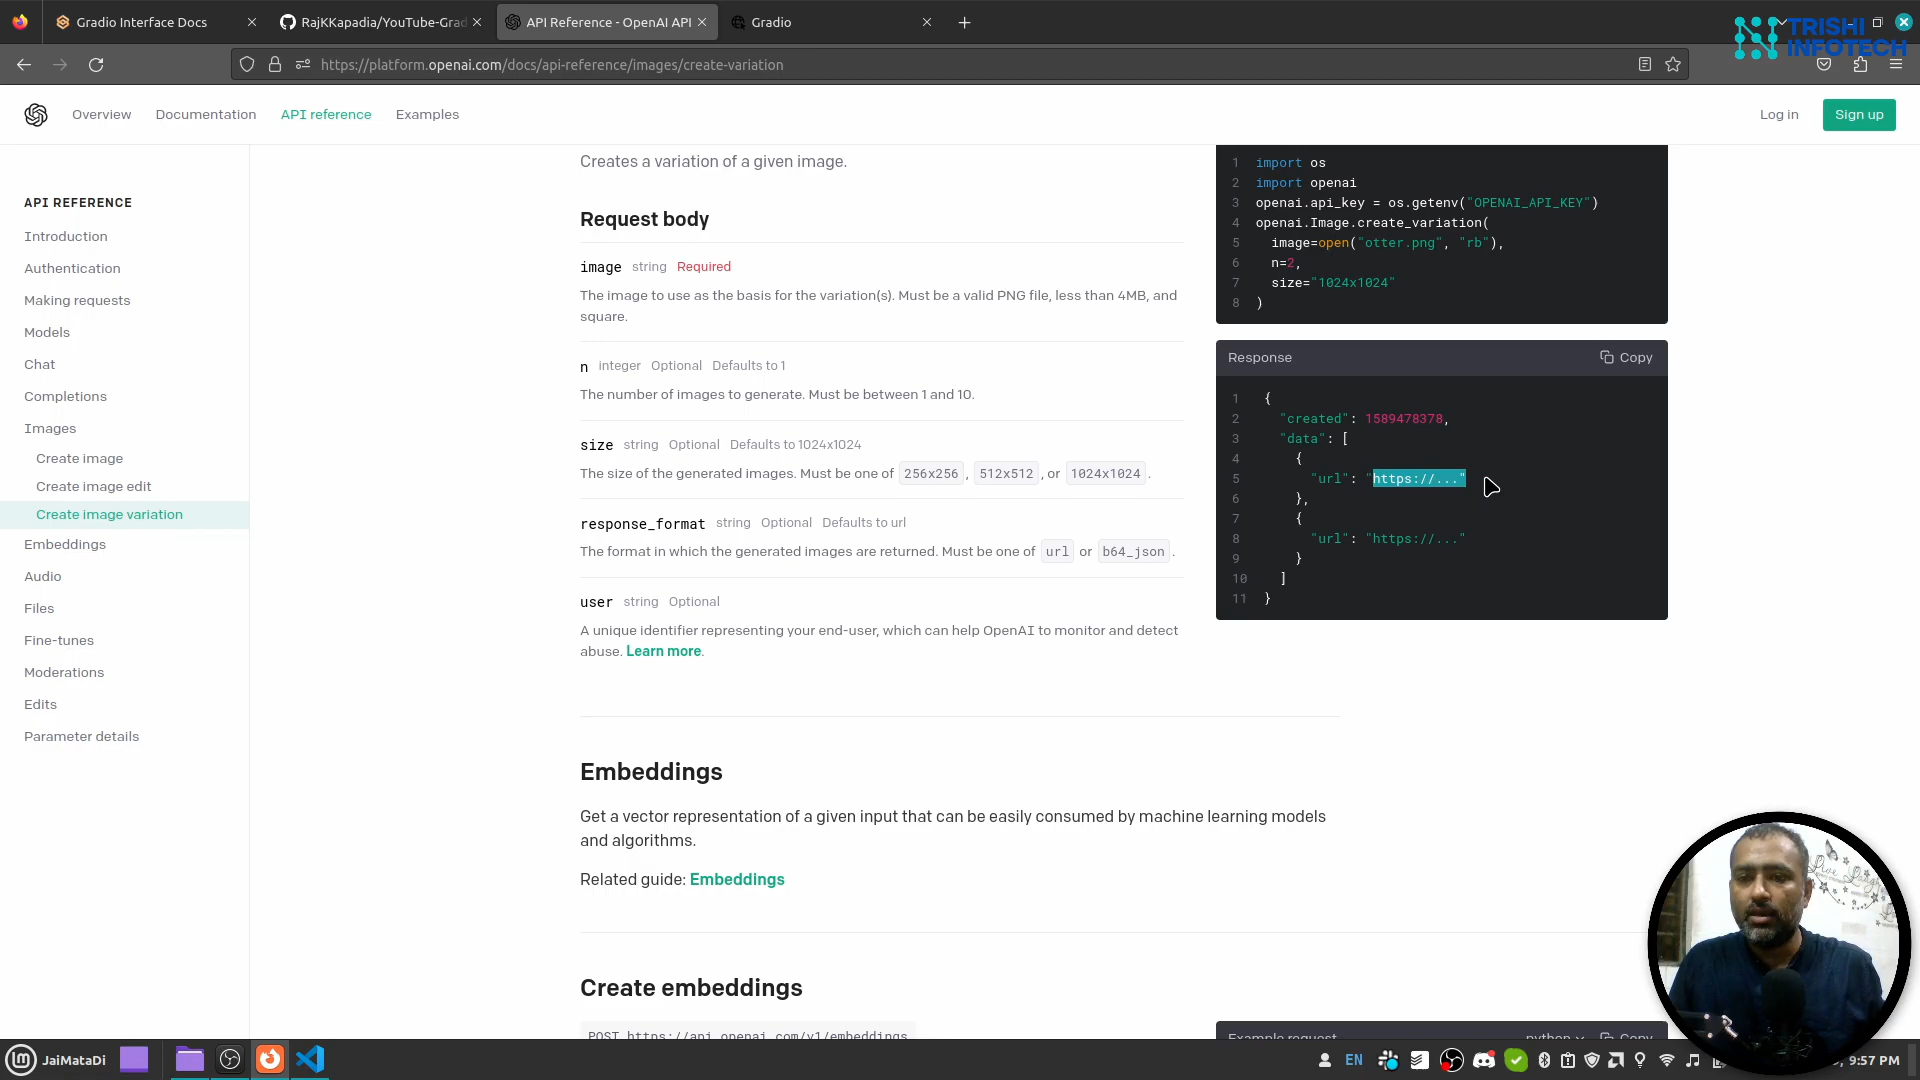 Gradio Interface Docs
RajKKapadia/YouTube-Grad
API Reference - OpenAI API
Gradio
TRISHI
INFOTECH
https://platform.openai.com/docs/api-reference/images/create-variation
Overview
Documentation
API reference
Examples
Log in
Sign up
API REFERENCE
Introduction
Authentication
Making requests
Models
Chat
Completions
Images
Create image
Create image edit
Create image variation
Embeddings
Audio
Files
Fine-tunes
Moderations
Edits
Parameter details
Creates a variation of a given image.
Request body
image string Required
The image to use as the basis for the variation(s). Must be a valid PNG file, less than 4MB, and
square.
n integer Optional Defaults to 1
The number of images to generate. Must be between 1 and 10.
size string Optional Defaults to 1024x1024
The size of the generated images. Must be one of 256x256, 512x512, or 1024x1024.
response_format string Optional Defaults to url
The format in which the generated images are returned. Must be one of url or b64_json.
user string Optional
A unique identifier representing your end-user, which can help OpenAI to monitor and detect
abuse. Learn more.
Embeddings
Get a vector representation of a given input that can be easily consumed by machine learning models
and algorithms.
Related guide: Embeddings
Create embeddings
POST https://api.openai.com/v1/embeddings
1 import os
2 import openai
3 openai.api_key = os.getenv("OPENAI_API_KEY")
4 openai.Image.create_variation(
5 image=open("otter.png", "rb"),
6 n=2,
7 size="1024x1024"
8 )
Response
Copy
1 {
2 "created": 1589478378,
3 "data": [
4 {
5 "url": "https://..."
6 },
7 {
8 "url": "https://..."
9 }
10 ]
11 }
Example request
python
Copy
Live Laugh
JaiMataDi
EN
9:57 PM